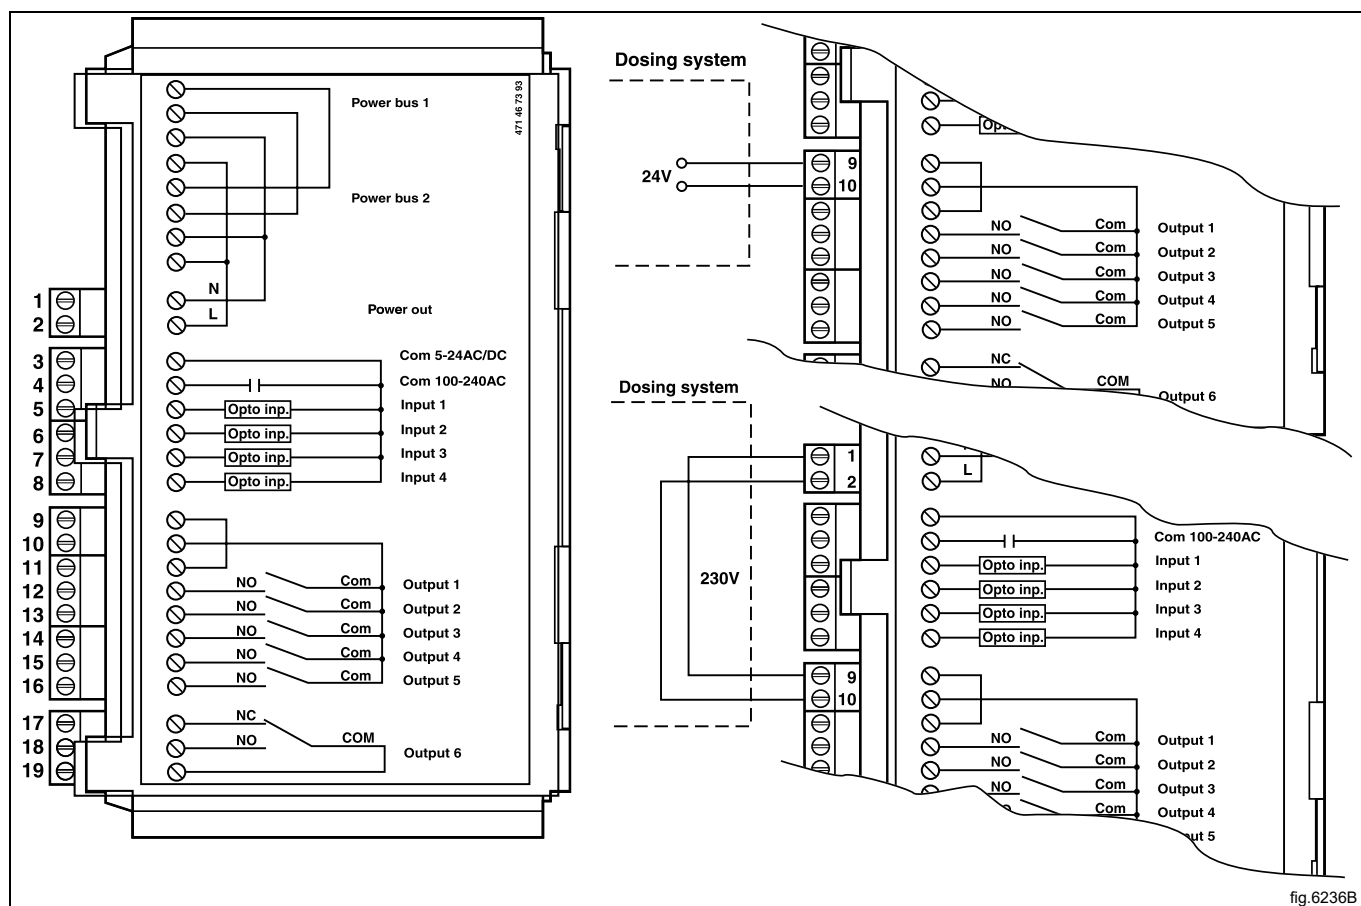 471 46 73 93
Power bus 1
Power bus 2
N
L
Power out
1
2
3
4
5
6
7
8
9
10
11
12
13
14
15
16
17
18
19
Com 5-24AC/DC
Com 100-240AC
Opto inp. Input 1
Opto inp. Input 2
Opto inp. Input 3
Opto inp. Input 4
NO Com Output 1
NO Com Output 2
NO Com Output 3
NO Com Output 4
NO Com Output 5
NC
NO COM Output 6
Dosing system
24V
9
10
NO Com Output 1
NO Com Output 2
NO Com Output 3
NO Com Output 4
NO Com Output 5
NC
COM
Output 6
Dosing system
230V
1
2
L
Com 100-240AC
Opto inp. Input 1
Opto inp. Input 2
Opto inp. Input 3
Opto inp. Input 4
9
10
NO Com Output 1
NO Com Output 2
NO Com Output 3
Com Output 4
5
fig.6236B